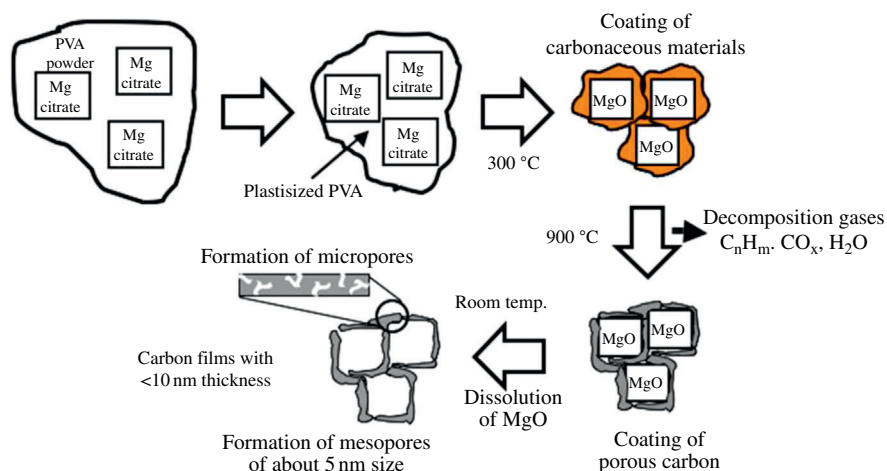 PVA
powder
Mg
citrate
Mg
citrate
Mg
citrate
Mg
citrate
Mg
citrate
Mg
citrate
Plastisized PVA
300 °C
Coating of
carbonaceous materials
MgO
MgO
MgO
900 °C
Decomposition gases
CnHm. COx, H2O
Formation of micropores
Room temp.
Carbon films with
<10 nm thickness
MgO
MgO
MgO
Dissolution
of MgO
Formation of mesopores
of about 5 nm size
Coating of
porous carbon